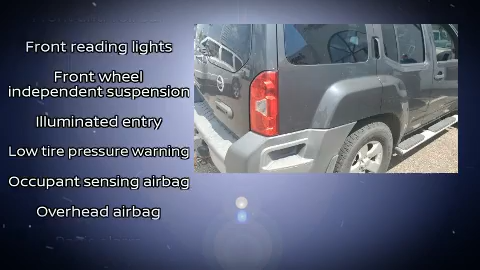 Front reading lights
Front wheel
independent suspension
Illuminated entry
Low tire pressure warning
Occupant sensing airbag
Overhead airbag